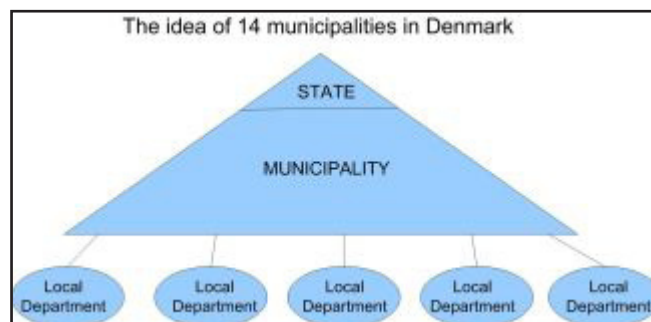 The idea of 14 municipalities in Denmark
STATE
MUNICIPALITY
Local
Department
Local
Department
Local
Department
Local
Department
Local
Department